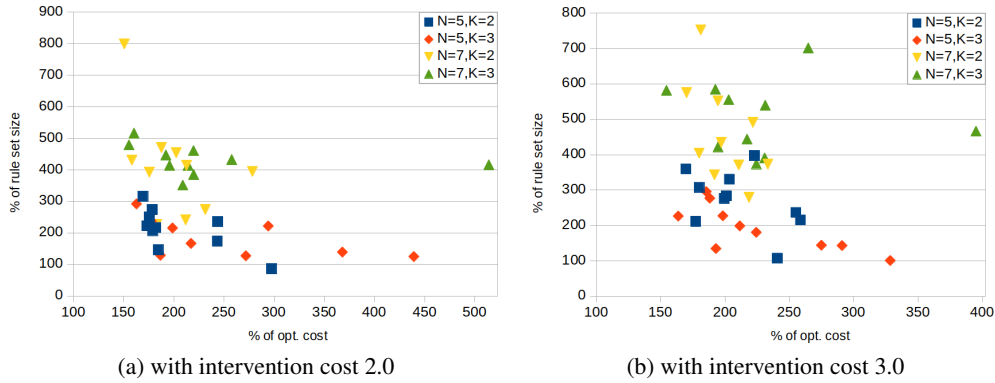 900
800
700
600
500
400
300
200
100
0
100 150 200 250 300 350 400 450 500
% of rule set size
% of opt. cost
N=5,K=2
N=5,K=3
N=7,K=2
N=7,K=3
(a) with intervention cost 2.0
800
700
600
500
400
300
200
100
0
100 150 200 250 300 350 400
% of rule set size
% of opt. cost
N=5,K=2
N=5,K=3
N=7,K=2
N=7,K=3
(b) with intervention cost 3.0